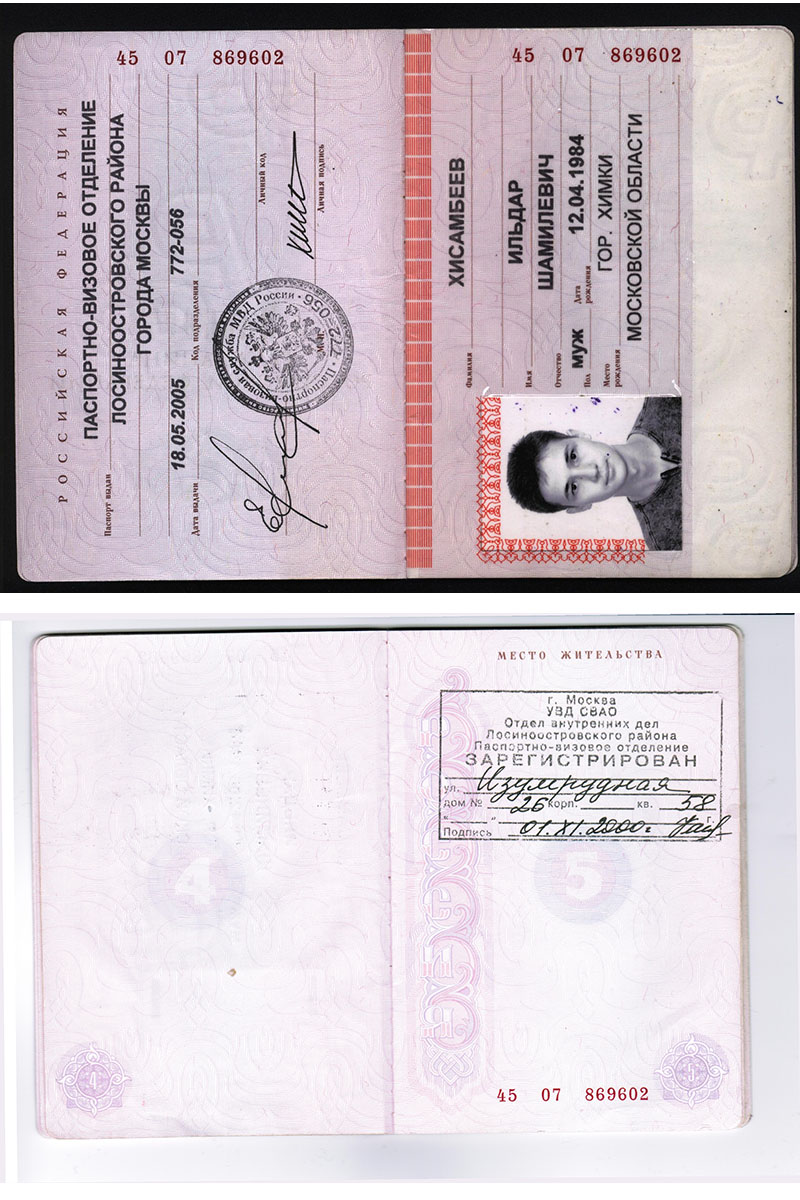 РОССИЙСКАЯ ФЕДЕРАЦИЯ
Паспорт выдан
ПАСПОРТНО-ВИЗОВОЕ ОТДЕЛЕНИЕ
ЛОСИНООСТРОВСКОГО РАЙОНА
ГОРОДА МОСКВЫ
Дата выдачи 18.05.2005 Код подразделения 772-056
Личный код
Личная подпись
Паспортно-визовая служба МВД России • 772-056
45 07 869602
45 07 869602
Фамилия ХИСАМБЕЕВ
Имя ИЛЬДАР
Отчество ШАМИЛЕВИЧ
Пол МУЖ Дата рождения 12.04.1984
Место рождения ГОР. ХИМКИ
МОСКОВСКОЙ ОБЛАСТИ
МЕСТО ЖИТЕЛЬСТВА
г. Москва
УВД СВАО
Отдел внутренних дел
Лосиноостровского района
Паспортно-визовое отделение
ЗАРЕГИСТРИРОВАН
ул. Изумрудная
дом № 26 корп. кв. 58
" " 01.XI.2000г. г.
Подпись
4
5
4
5
45 07 869602